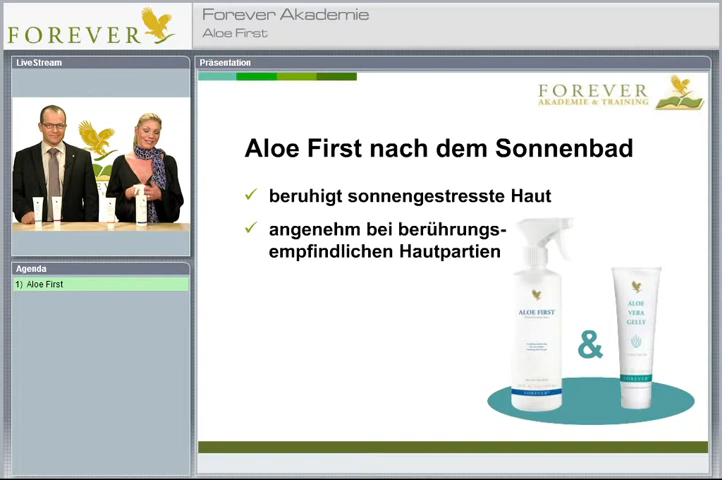 FOREVER
Forever Akademie
Aloe First
LiveStream
Präsentation
FOREVER
AKADEMIE & TRAINING
Aloe First nach dem Sonnenbad
beruhigt sonnengestresste Haut
angenehm bei berührungs-
empfindlichen Hautpartien
ALOE FIRST
FOREVER
&
ALOE
VERA
GELLY
FOREVER
Agenda
1) Aloe First